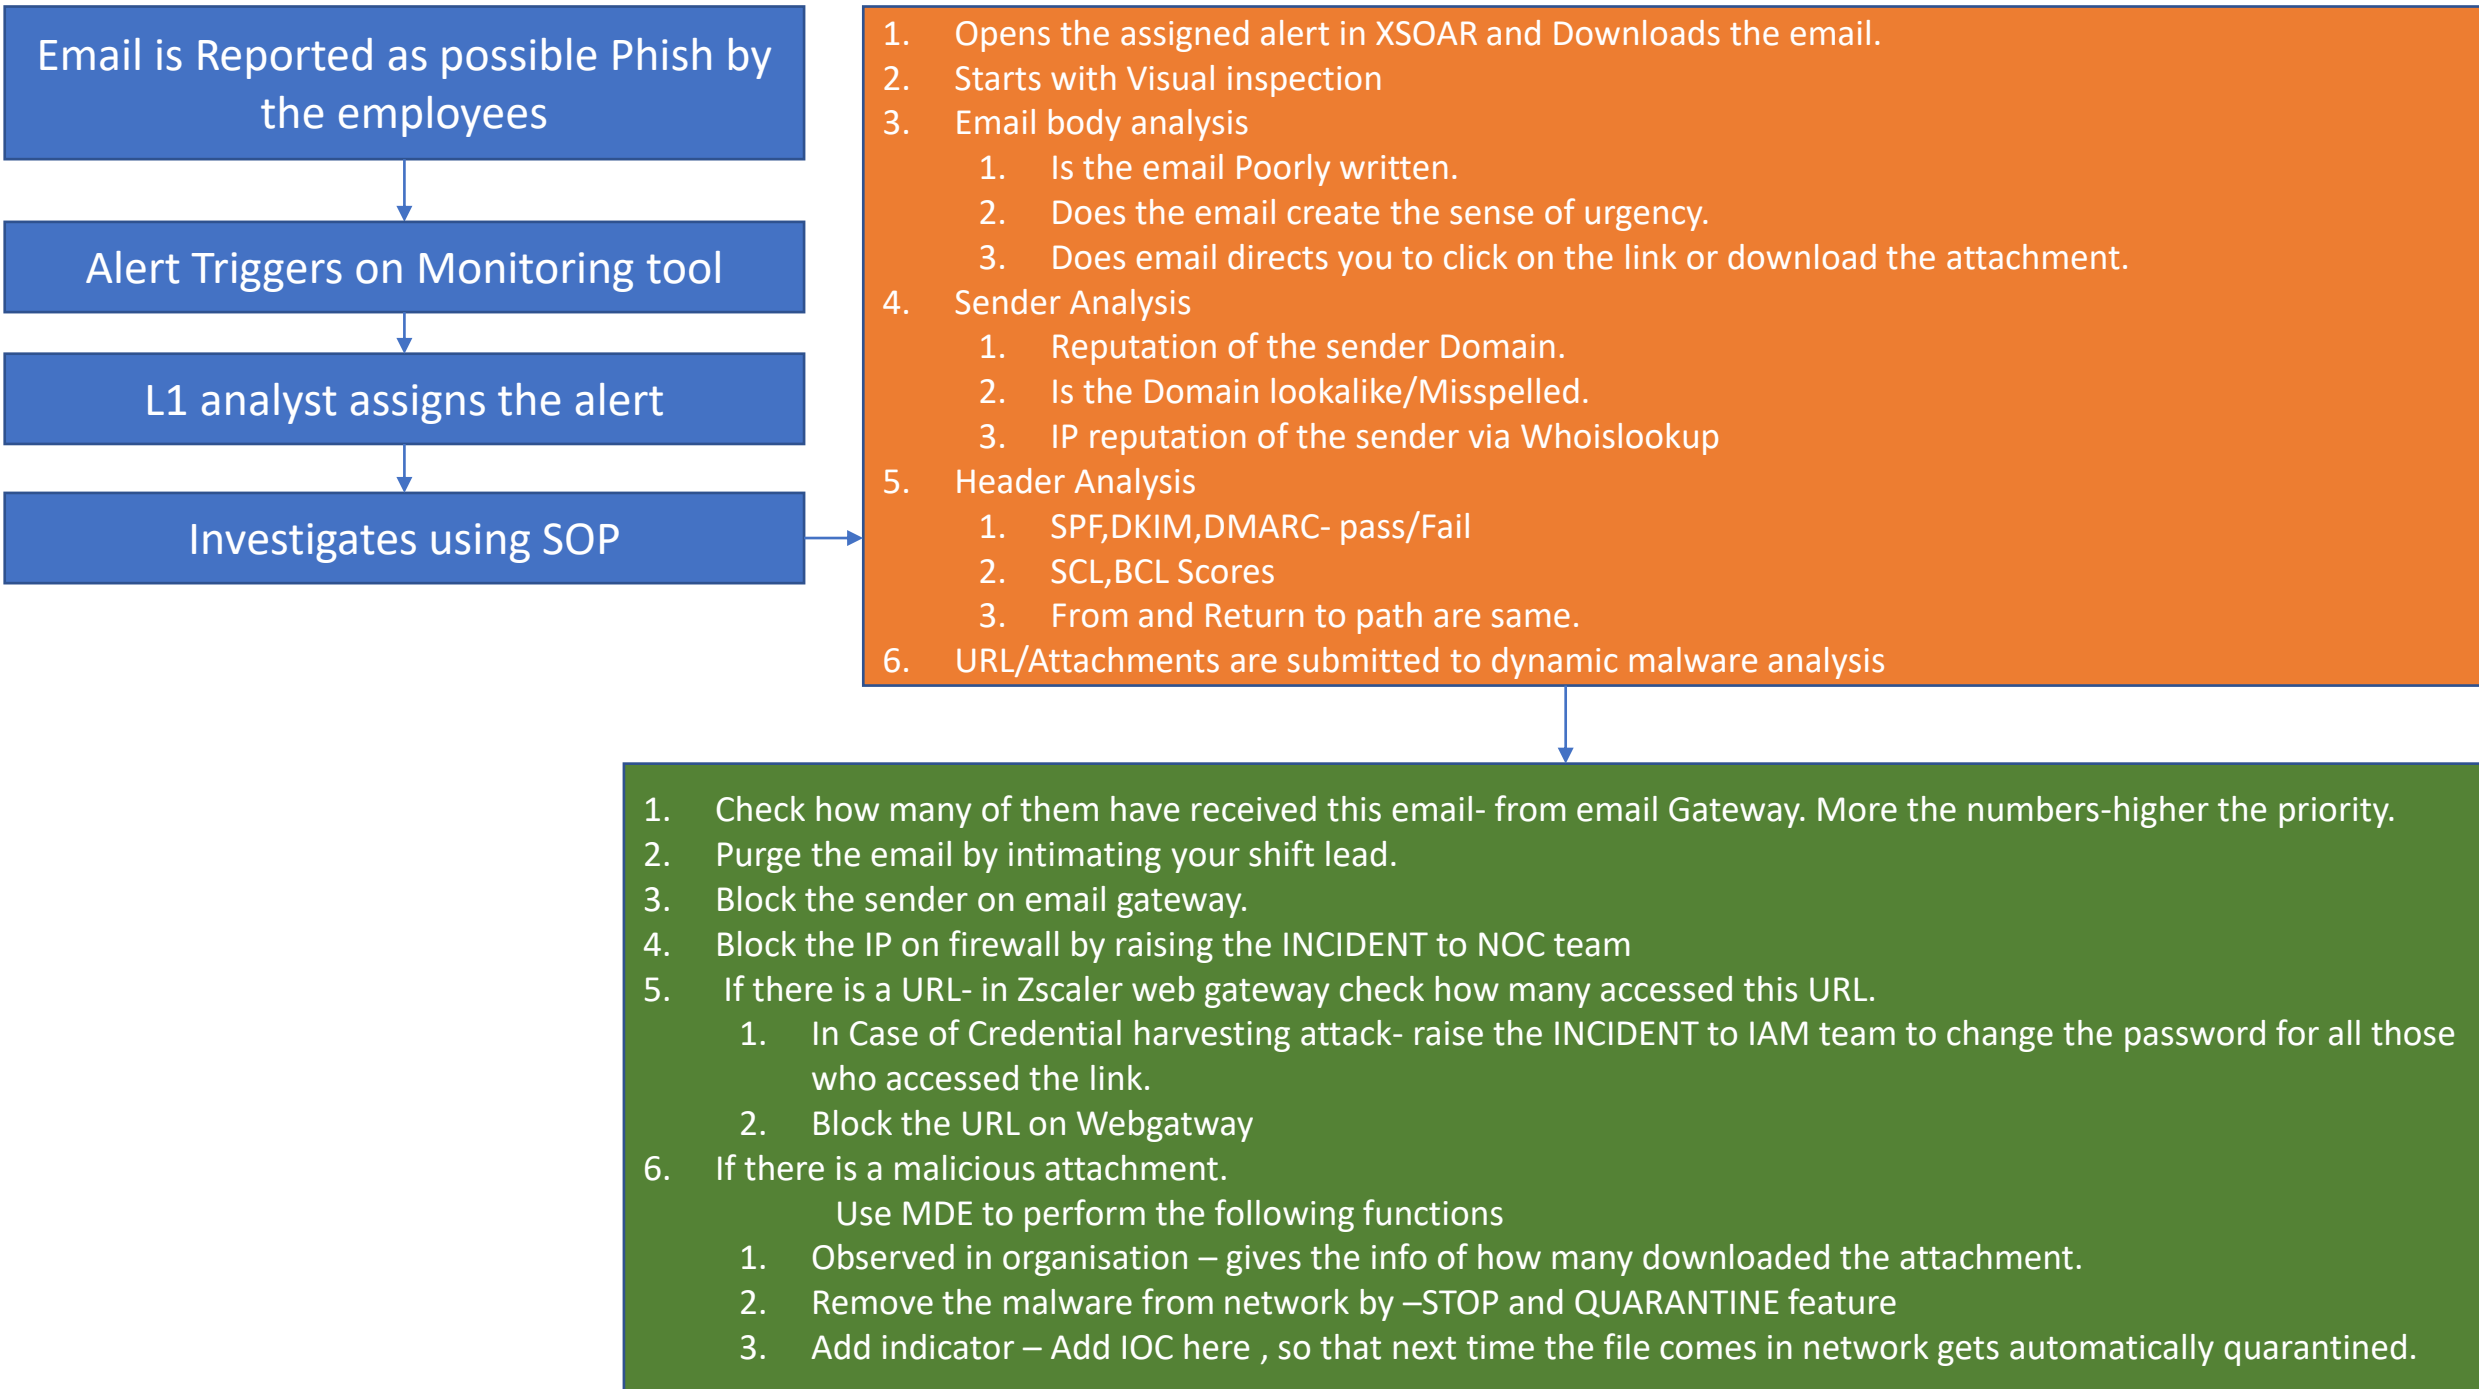 Email is Reported as possible Phish by
the employees
Alert Triggers on Monitoring tool
L1 analyst assigns the alert
Investigates using SOP
1. Opens the assigned alert in XSOAR and Downloads the email.
2. Starts with Visual inspection
3. Email body analysis
1. Is the email Poorly written.
2. Does the email create the sense of urgency.
3. Does email directs you to click on the link or download the attachment.
4. Sender Analysis
1. Reputation of the sender Domain.
2. Is the Domain lookalike/Misspelled.
3. IP reputation of the sender via Whoislookup
5. Header Analysis
1. SPF,DKIM,DMARC- pass/Fail
2. SCL,BCL Scores
3. From and Return to path are same.
6. URL/Attachments are submitted to dynamic malware analysis
1. Check how many of them have received this email- from email Gateway. More the numbers-higher the priority.
2. Purge the email by intimating your shift lead.
3. Block the sender on email gateway.
4. Block the IP on firewall by raising the INCIDENT to NOC team
5. If there is a URL- in Zscaler web gateway check how many accessed this URL.
1. In Case of Credential harvesting attack- raise the INCIDENT to IAM team to change the password for all those
who accessed the link.
2. Block the URL on Webgatway
6. If there is a malicious attachment.
Use MDE to perform the following functions
1. Observed in organisation – gives the info of how many downloaded the attachment.
2. Remove the malware from network by –STOP and QUARANTINE feature
3. Add indicator – Add IOC here , so that next time the file comes in network gets automatically quarantined.